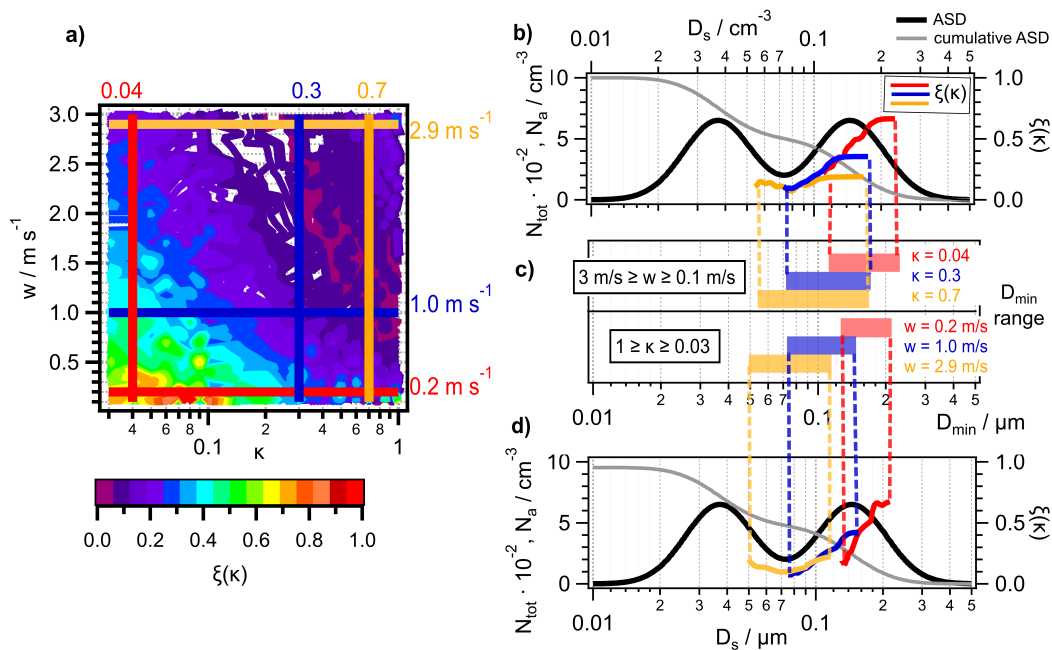 a)
0.04 0.3 0.7
3.0
2.5
2.0
1.5
1.0
0.5
w / m s⁻¹
2.9 m s⁻¹
1.0 m s⁻¹
0.2 m s⁻¹
4 6 8 2 4 6 8
0.1 1
κ
0.0 0.2 0.4 0.6 0.8 1.0
ξ(κ)
b)
D_s / cm⁻³
ASD
cumulative ASD
0.01 0.1
2 3 4 5 6 7 2 3 4 5
10
5
0
N_tot · 10⁻², N_a / cm⁻³
ξ(κ)
1.0
0.5
0.0
ξ(κ)
c)
3 m/s ≥ w ≥ 0.1 m/s
κ = 0.04
κ = 0.3
κ = 0.7
D_min
range
1 ≥ κ ≥ 0.03
w = 0.2 m/s
w = 1.0 m/s
w = 2.9 m/s
2 3 4 5 6 7 2 3 4 5
0.01 0.1
D_min / μm
d)
10
5
0
N_tot · 10⁻², N_a / cm⁻³
1.0
0.5
0.0
ξ(κ)
2 3 4 5 6 7 2 3 4 5
0.01 0.1
D_s / μm